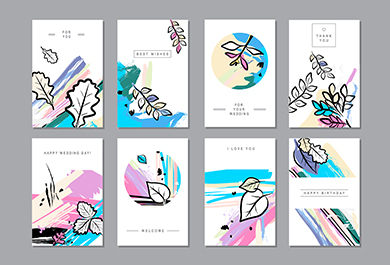 FOR
YOU
BEST WISHES
FOR
YOUR
WEDDING
THANK
YOU
HAPPY WEDDING DAY!
WELCOME
I LOVE YOU
HAPPY BIRTHDAY